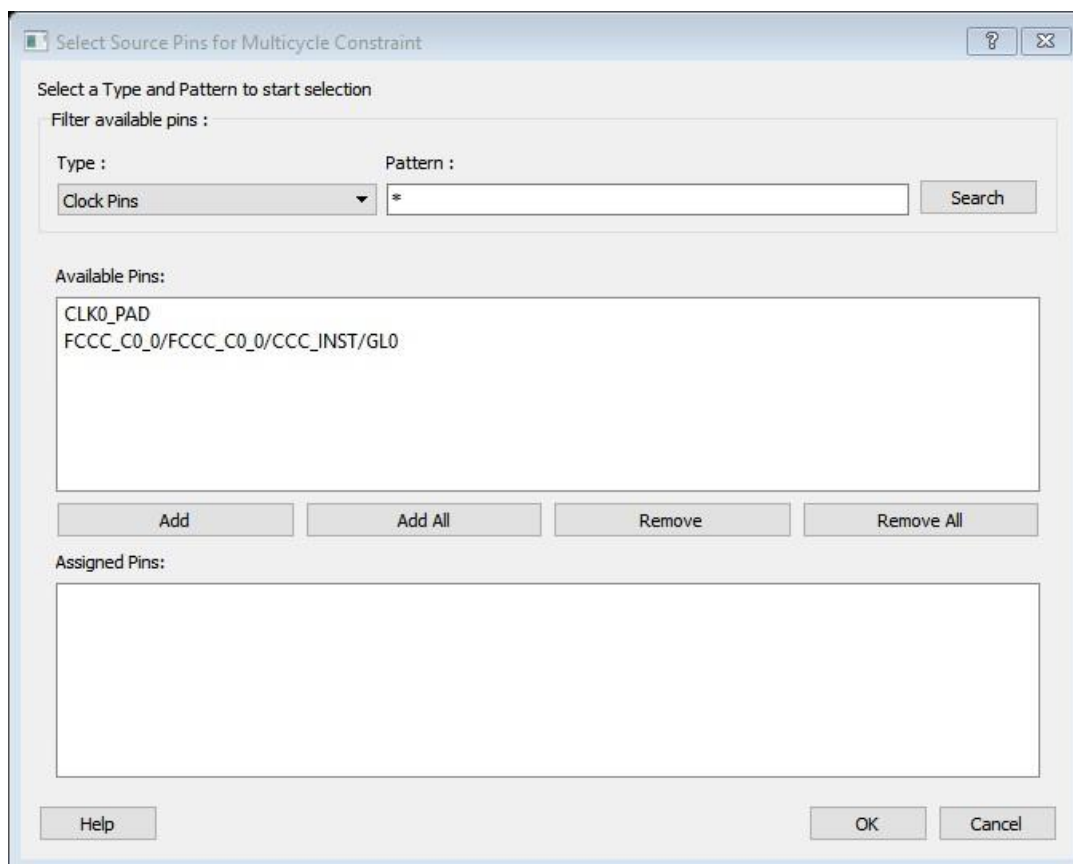 Select Source Pins for Multicycle Constraint
Select a Type and Pattern to start selection
Filter available pins :
Type : Pattern :
Clock Pins * Search
Available Pins:
CLK0_PAD
FCCC_C0_0/FCCC_C0_0/CCC_INST/GL0
Add Add All Remove Remove All
Assigned Pins:
Help OK Cancel